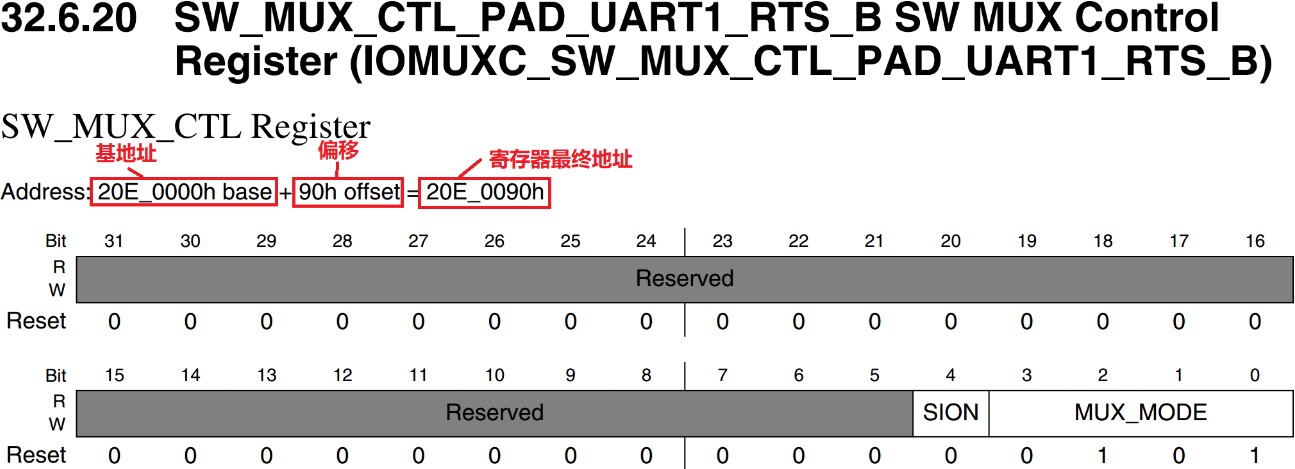 32.6.20 SW_MUX_CTL_PAD_UART1_RTS_B SW MUX Control
Register (IOMUXC_SW_MUX_CTL_PAD_UART1_RTS_B)
SW_MUX_CTL Register
基地址 偏移 寄存器最终地址
Address: 20E_0000h base + 90h offset = 20E_0090h
Bit 31 30 29 28 27 26 25 24 23 22 21 20 19 18 17 16
R
W
Reserved
Reset 0 0 0 0 0 0 0 0 0 0 0 0 0 0 0 0
Bit 15 14 13 12 11 10 9 8 7 6 5 4 3 2 1 0
R
W
Reserved SION MUX_MODE
Reset 0 0 0 0 0 0 0 0 0 0 0 0 0 1 0 1